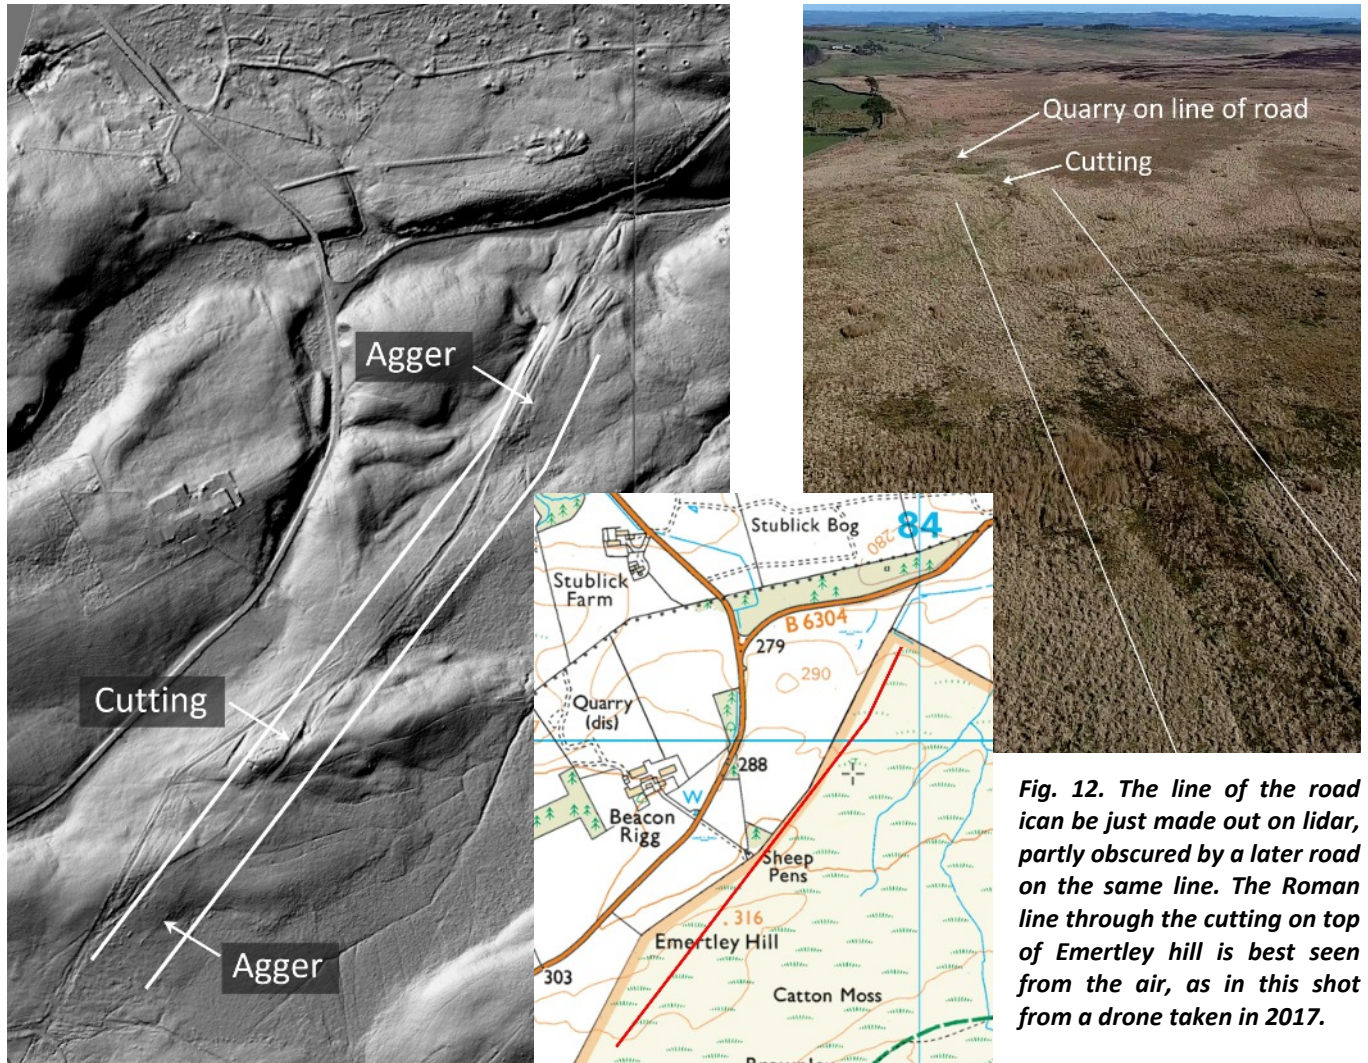 Agger
Cutting
Agger
Quarry on line of road
Cutting
Stublick Bog
84
280
Stublick
Farm
B 6304
279
290
Quarry
(dis)
288
W
Beacon
Rigg
Sheep
Pens
. 316
Emertley Hill
303
Catton Moss
Fig. 12. The line of the road
ican be just made out on lidar,
partly obscured by a later road
on the same line. The Roman
line through the cutting on top
of Emertley hill is best seen
from the air, as in this shot
from a drone taken in 2017.